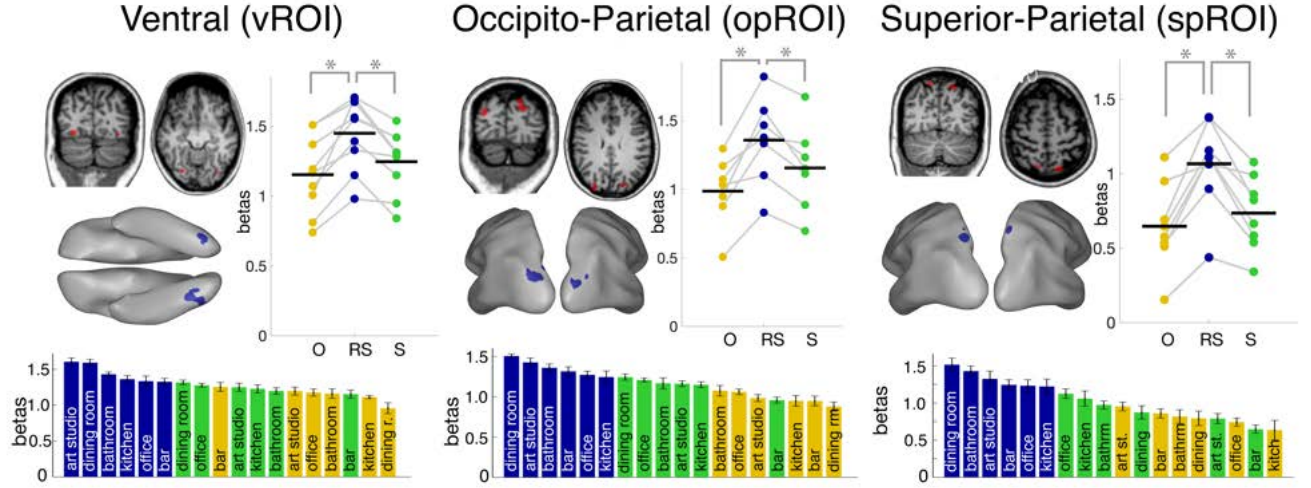 Ventral (vROI)
*
*
1.5
1
0.5
0
betas
O RS S
1.5
1.0
0.5
0
betas
art studio
dining room
bathroom
kitchen
office
bar
dining room
office
bar
art studio
kitchen
bathroom
art studio
office
bathroom
bar
kitchen
dining r.
Occipito-Parietal (opROI)
*
*
1.5
1
0.5
0
betas
O RS S
1.5
1.0
0.5
0
betas
dining room
art studio
bathroom
bar
office
kitchen
dining room
office
bathroom
art studio
kitchen
bathroom
office
art studio
bar
kitchen
bar
dining rm
Superior-Parietal (spROI)
*
*
1.5
1
0.5
0
betas
O RS S
1.5
1.0
0.5
0
betas
dining room
bathroom
art studio
bar
office
kitchen
office
kitchen
bathrm
art st.
dining
bar
bathrm
dining
art st.
office
bar
kitch